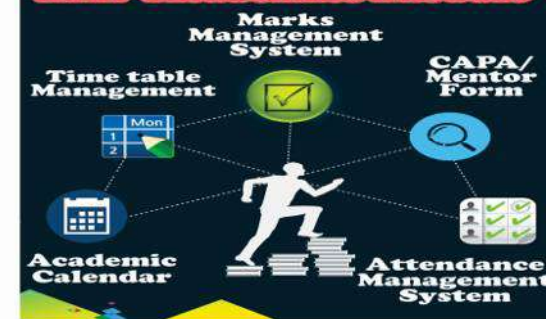 Marks
Management
System
Time table
Management
CAPA/
Mentor
Form
Mon
1
2
Academic
Calendar
Attendance
Management
System